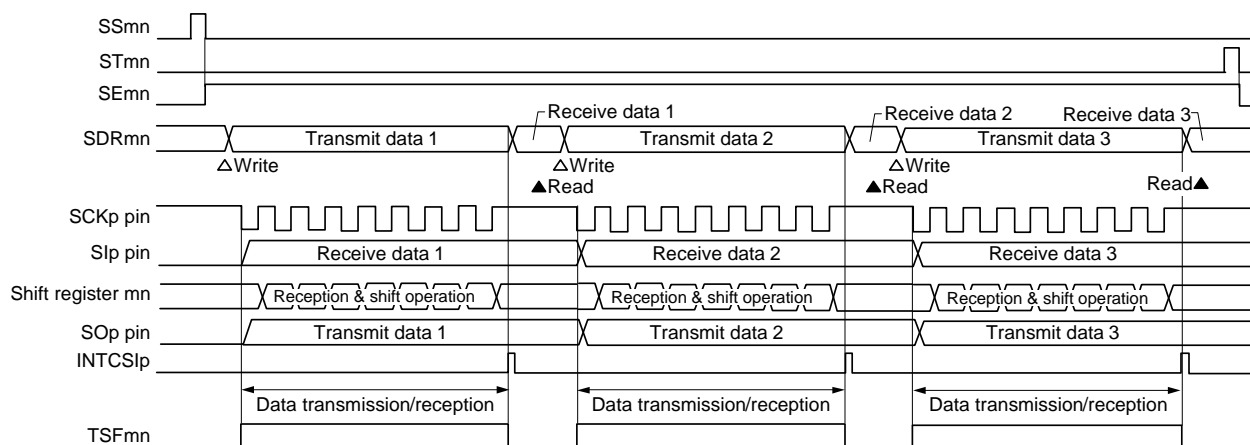 SSmn
STmn
SEmn
Receive data 1
Receive data 2
Receive data 3
SDRmn
Transmit data 1
Transmit data 2
Transmit data 3
△Write
△Write
△Write
▲Read
▲Read
Read▲
SCKp pin
SIp pin
Receive data 1
Receive data 2
Receive data 3
Shift register mn
Reception & shift operation
Reception & shift operation
Reception & shift operation
SOp pin
Transmit data 1
Transmit data 2
Transmit data 3
INTCSIp
Data transmission/reception
Data transmission/reception
Data transmission/reception
TSFmn